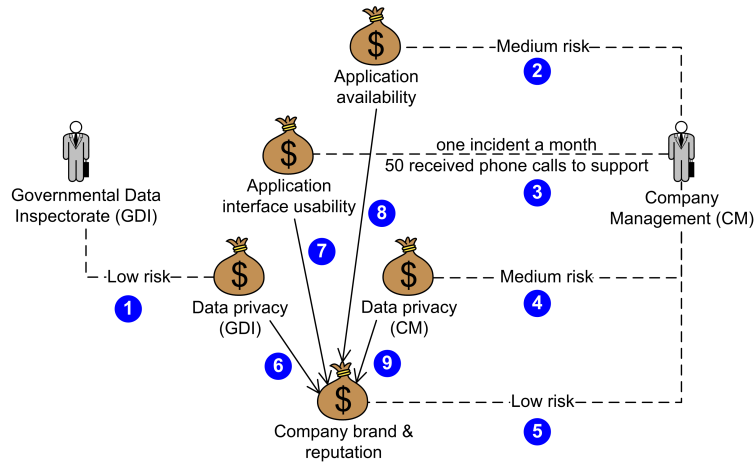 $
Application
availability
Medium risk
2
$
Application
interface usability
one incident a month
50 received phone calls to support
3
Governmental Data
Inspectorate (GDI)
Company
Management (CM)
8
7
$
Data privacy
(GDI)
Low risk
1
$
Data privacy
(CM)
Medium risk
4
6
9
$
Company brand &
reputation
Low risk
5